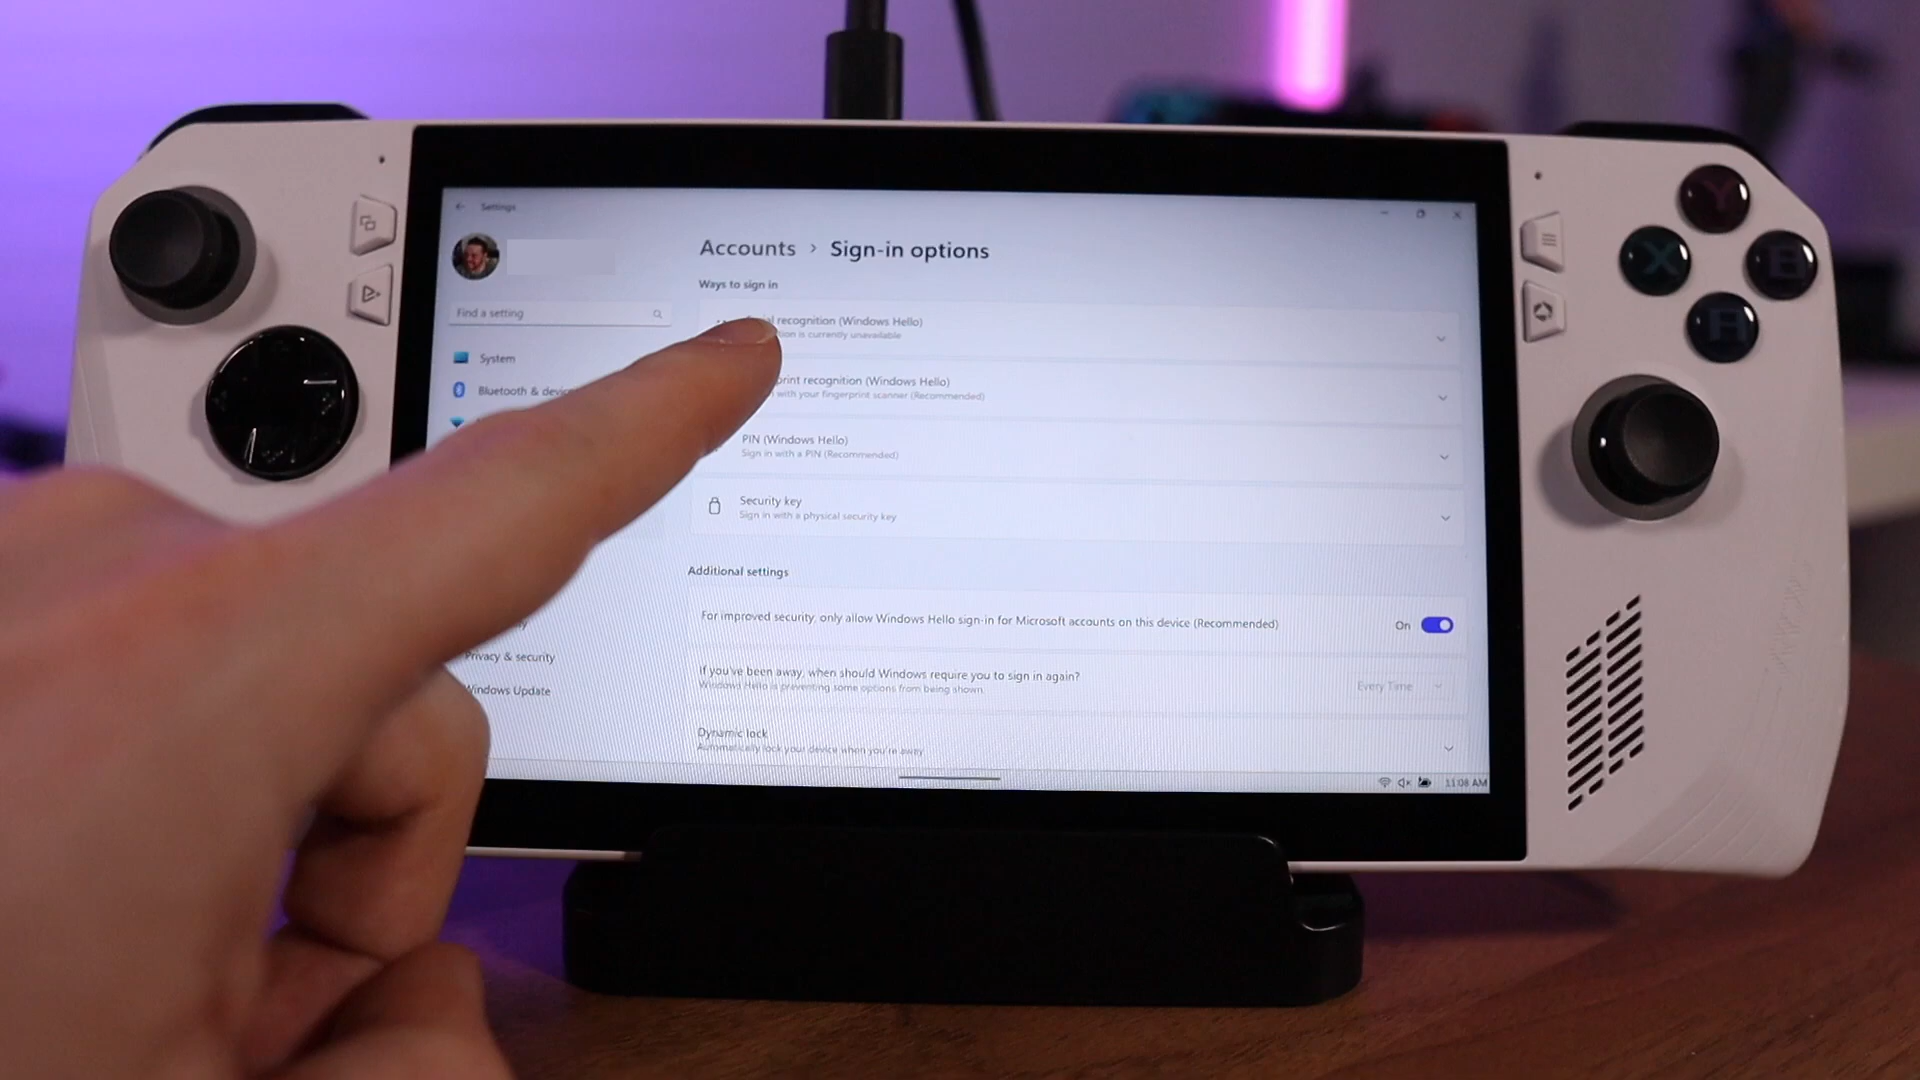 Settings
Accounts > Sign-in options
Ways to sign in
Find a setting
recognition (Windows Hello)
is currently unavailable
System
recognition (Windows Hello)
with your fingerprint scanner (Recommended)
Bluetooth &
PIN (Windows Hello)
Sign in with a PIN (Recommended)
Security key
Sign in with a physical security key
Additional settings
For improved security, only allow Windows Hello sign-in for Microsoft accounts on this device (Recommended)
On
Privacy & security
Windows Update
If you've been away, when should Windows require you to sign in again?
Windows Hello is preventing some options from being shown.
Every Time
Dynamic lock
Automatically lock your device when you're away
11:08 AM
Y
X
B
A